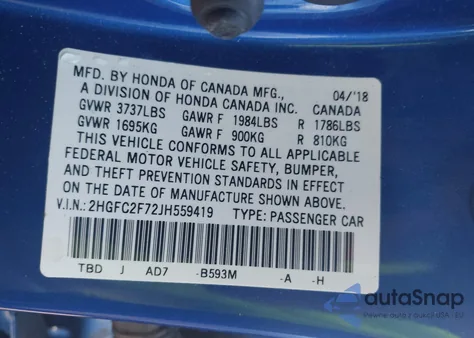 MFD. BY HONDA OF CANADA MFG., 04/'18
A DIVISION OF HONDA CANADA INC. CANADA
GVWR 3737LBS GAWR F 1984LBS R 1786LBS
GVWR 1695KG GAWR F 900KG R 810KG
THIS VEHICLE CONFORMS TO ALL APPLICABLE
FEDERAL MOTOR VEHICLE SAFETY, BUMPER,
AND THEFT PREVENTION STANDARDS IN EFFECT
ON THE DATE OF MANUFACTURE SHOWN ABOVE.
V.I.N.: 2HGFC2F72JH559419 TYPE: PASSENGER CAR
TBD J AD7 -B593M -A -H
autoSnap